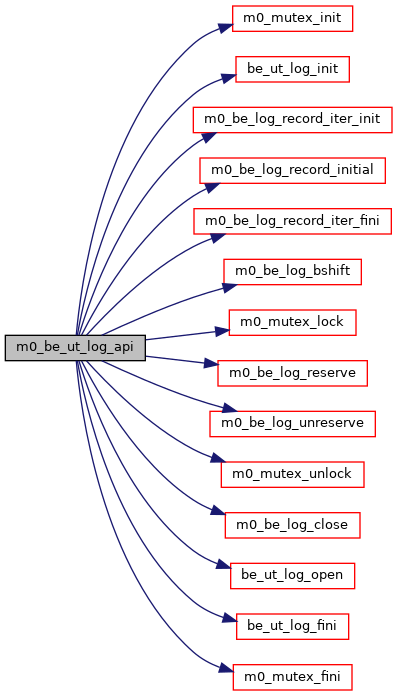 m0_mutex_init
be_ut_log_init
m0_be_log_record_iter_init
m0_be_log_record_initial
m0_be_log_record_iter_fini
m0_be_log_bshift
m0_mutex_lock
m0_be_ut_log_api
m0_be_log_reserve
m0_be_log_unreserve
m0_mutex_unlock
m0_be_log_close
be_ut_log_open
be_ut_log_fini
m0_mutex_fini